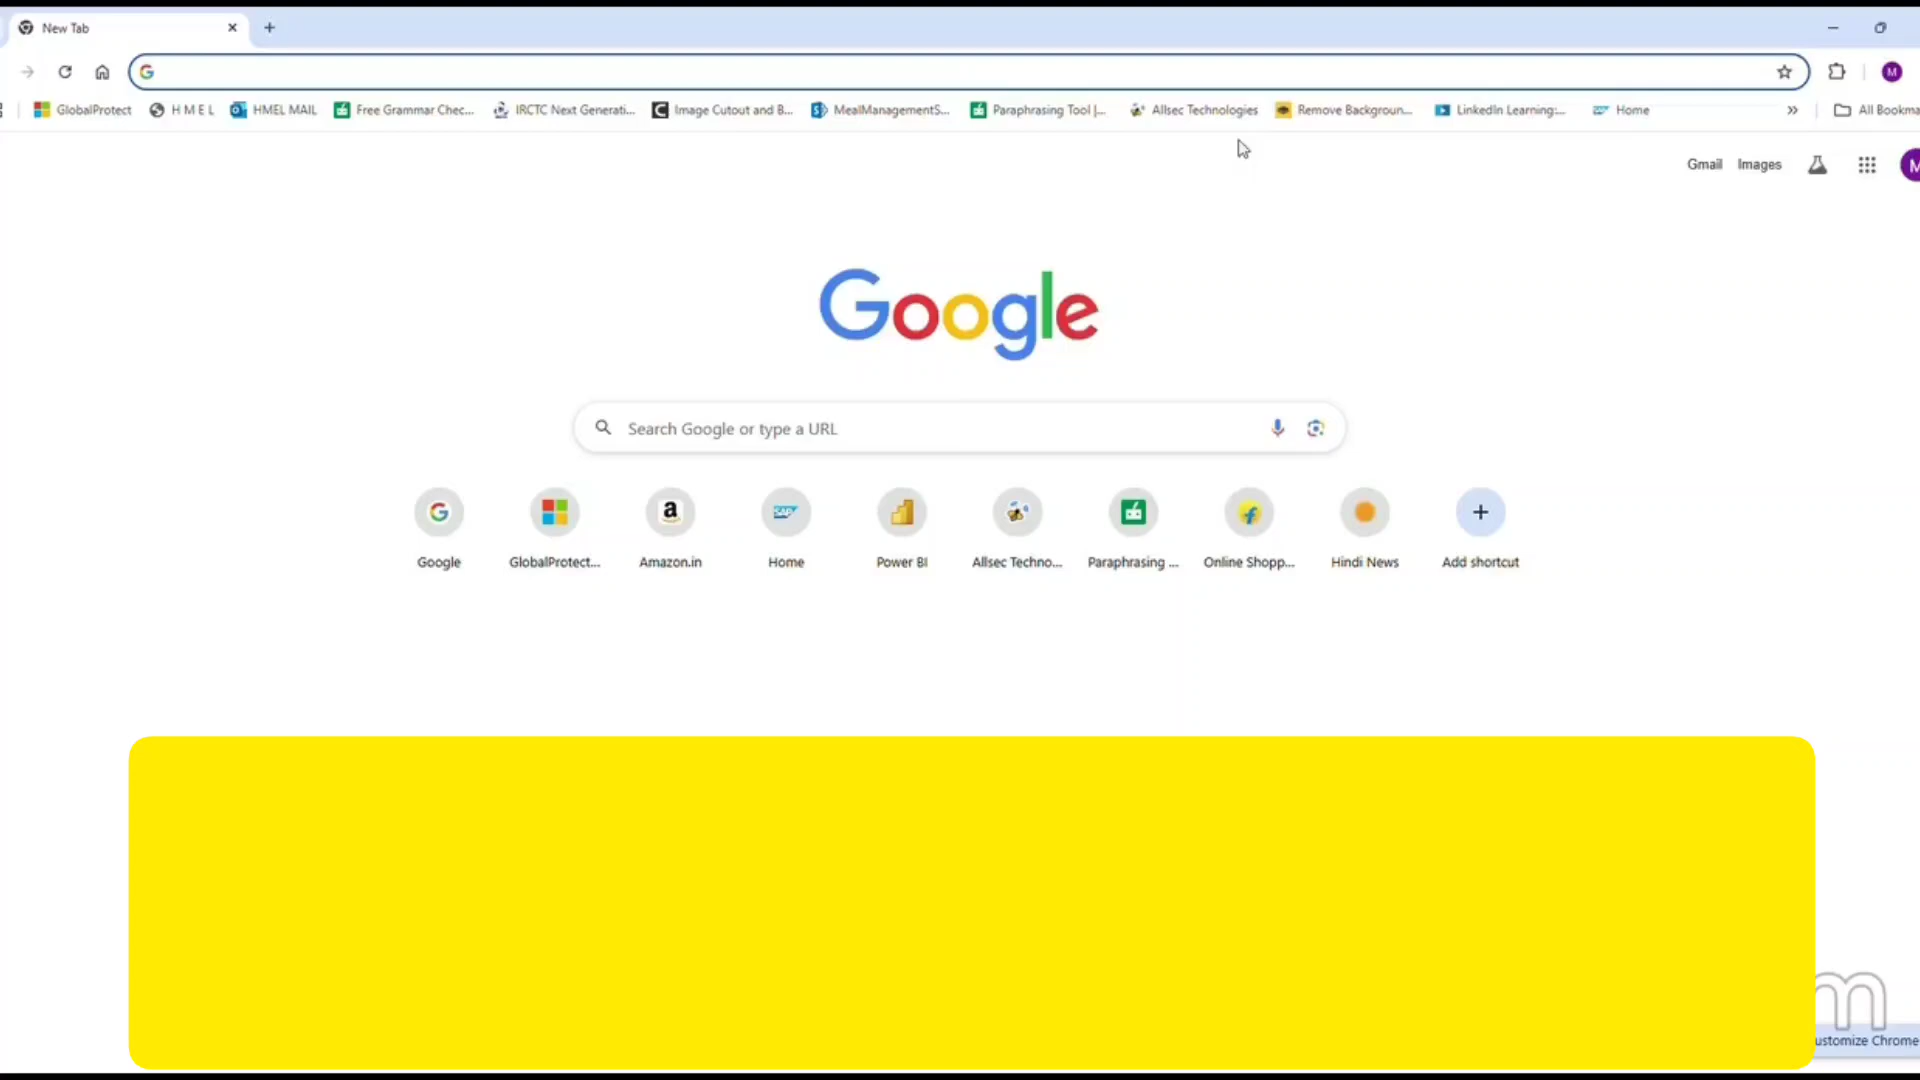 New Tab
GlobalProtect H M E L HMEL MAIL Free Grammar Chec... IRCTC Next Generati... Image Cutout and B... MealManagementS... Paraphrasing Tool |... Allsec Technologies Remove Backgroun... LinkedIn Learning:... Home » All Bookma
Gmail Images M
Google
Search Google or type a URL
Google GlobalProtect... Amazon.in Home Power BI Allsec Techno... Paraphrasing ... Online Shopp... Hindi News Add shortcut
m
ustomize Chrome